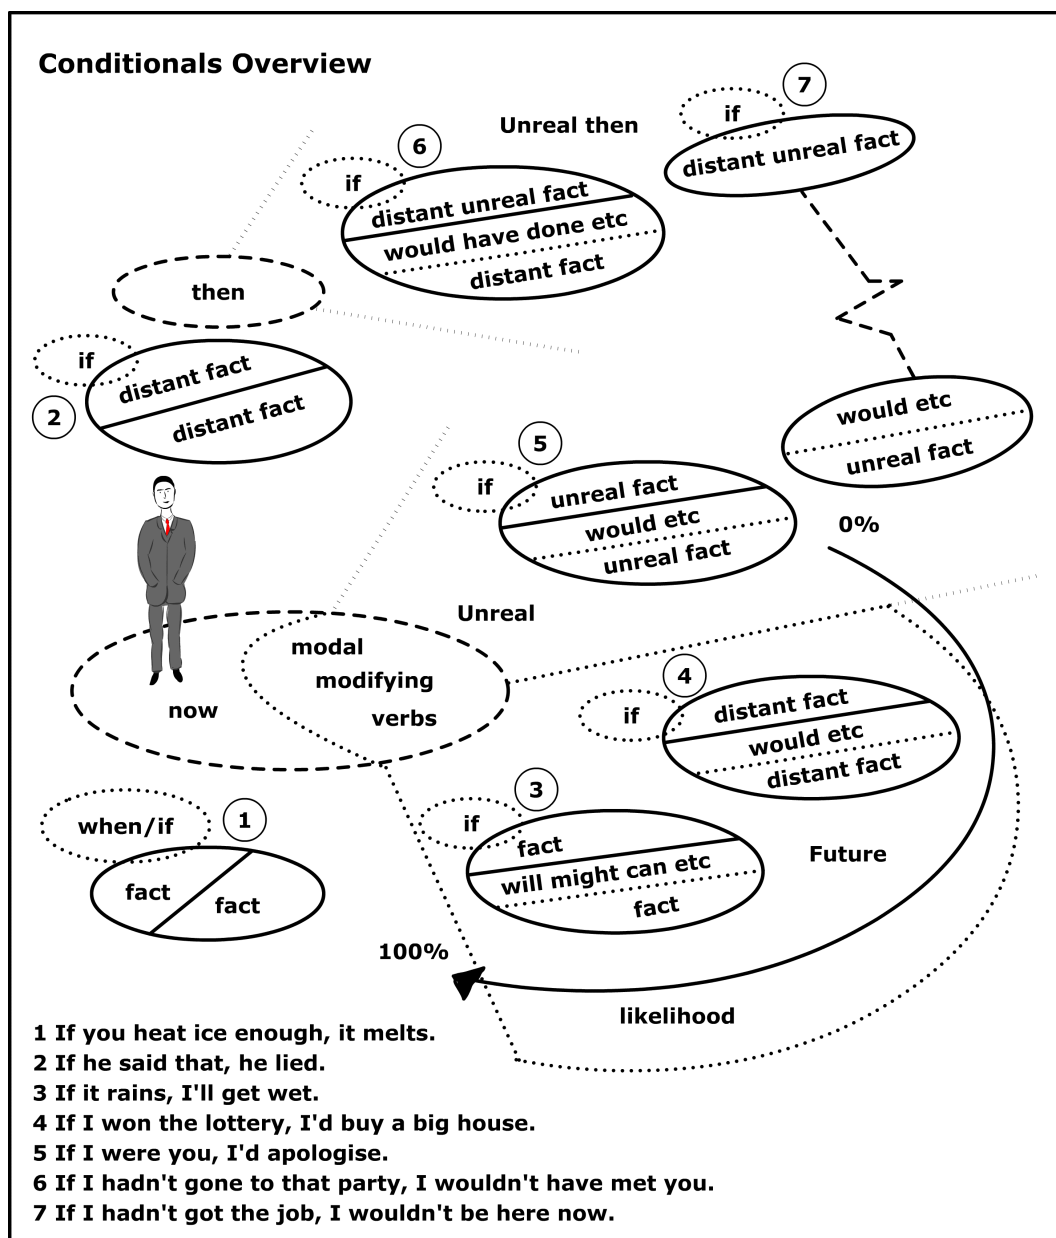 Conditionals Overview
7
if
distant unreal fact
Unreal then
6
if
distant unreal fact
would have done etc
distant fact
then
if
distant fact
distant fact
2
would etc
unreal fact
5
if
unreal fact
would etc
unreal fact
0%
Unreal
modal
modifying
verbs
now
4
if
distant fact
would etc
distant fact
3
if
fact
will might can etc
fact
when/if
1
fact
fact
Future
100%
likelihood
1 If you heat ice enough, it melts.
2 If he said that, he lied.
3 If it rains, I'll get wet.
4 If I won the lottery, I'd buy a big house.
5 If I were you, I'd apologise.
6 If I hadn't gone to that party, I wouldn't have met you.
7 If I hadn't got the job, I wouldn't be here now.